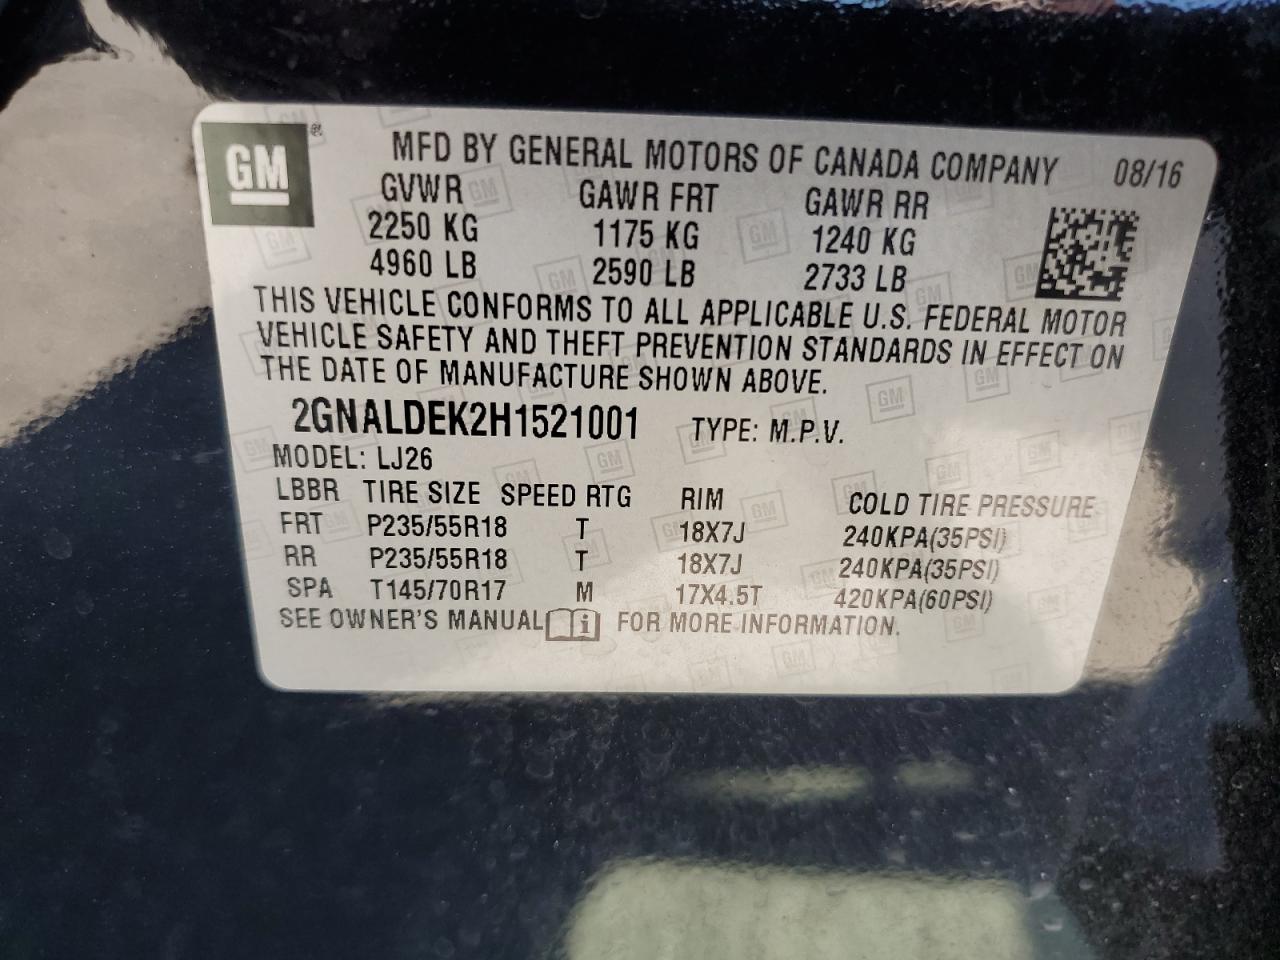 GM ® MFD BY GENERAL MOTORS OF CANADA COMPANY 08/16
GVWR GAWR FRT GAWR RR
2250 KG 1175 KG 1240 KG
4960 LB 2590 LB 2733 LB
THIS VEHICLE CONFORMS TO ALL APPLICABLE U.S. FEDERAL MOTOR
VEHICLE SAFETY AND THEFT PREVENTION STANDARDS IN EFFECT ON
THE DATE OF MANUFACTURE SHOWN ABOVE.
2GNALDEK2H1521001 TYPE: M.P.V.
MODEL: LJ26
LBBR TIRE SIZE SPEED RTG RIM COLD TIRE PRESSURE
FRT P235/55R18 T 18X7J 240KPA(35PSI)
RR P235/55R18 T 18X7J 240KPA(35PSI)
SPA T145/70R17 M 17X4.5T 420KPA(60PSI)
SEE OWNER'S MANUAL i FOR MORE INFORMATION.